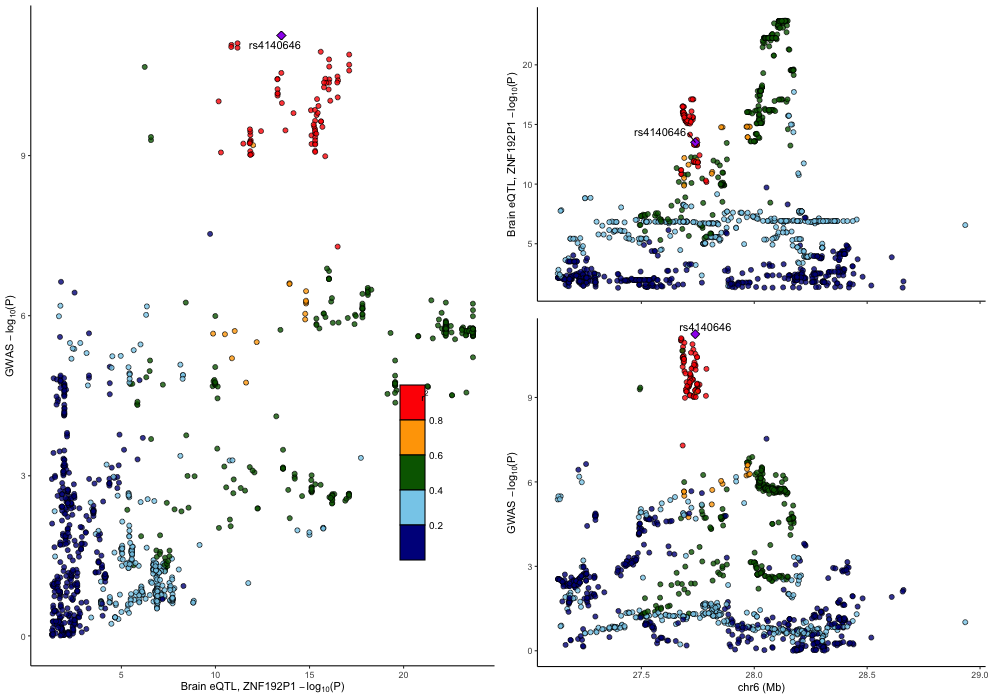 rs4140646
9
6
3
0
GWAS −log10(P)
5
10
15
20
Brain eQTL, ZNF192P1 −log10(P)
r2
0.8
0.6
0.4
0.2
rs4140646
20
15
10
5
Brain eQTL, ZNF192P1 −log10(P)
rs4140646
9
6
3
0
GWAS −log10(P)
27.5
28.0
28.5
29.0
chr6 (Mb)